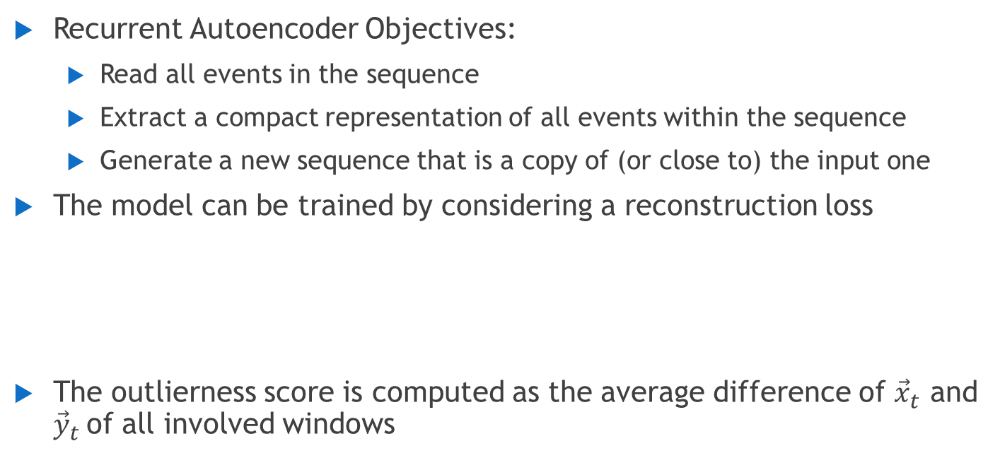 Recurrent Autoencoder Objectives:
Read all events in the sequence
Extract a compact representation of all events within the sequence
Generate a new sequence that is a copy of (or close to) the input one
The model can be trained by considering a reconstruction loss
The outlierness score is computed as the average difference of $\vec{x}_t$ and
$\vec{y}_t$ of all involved windows